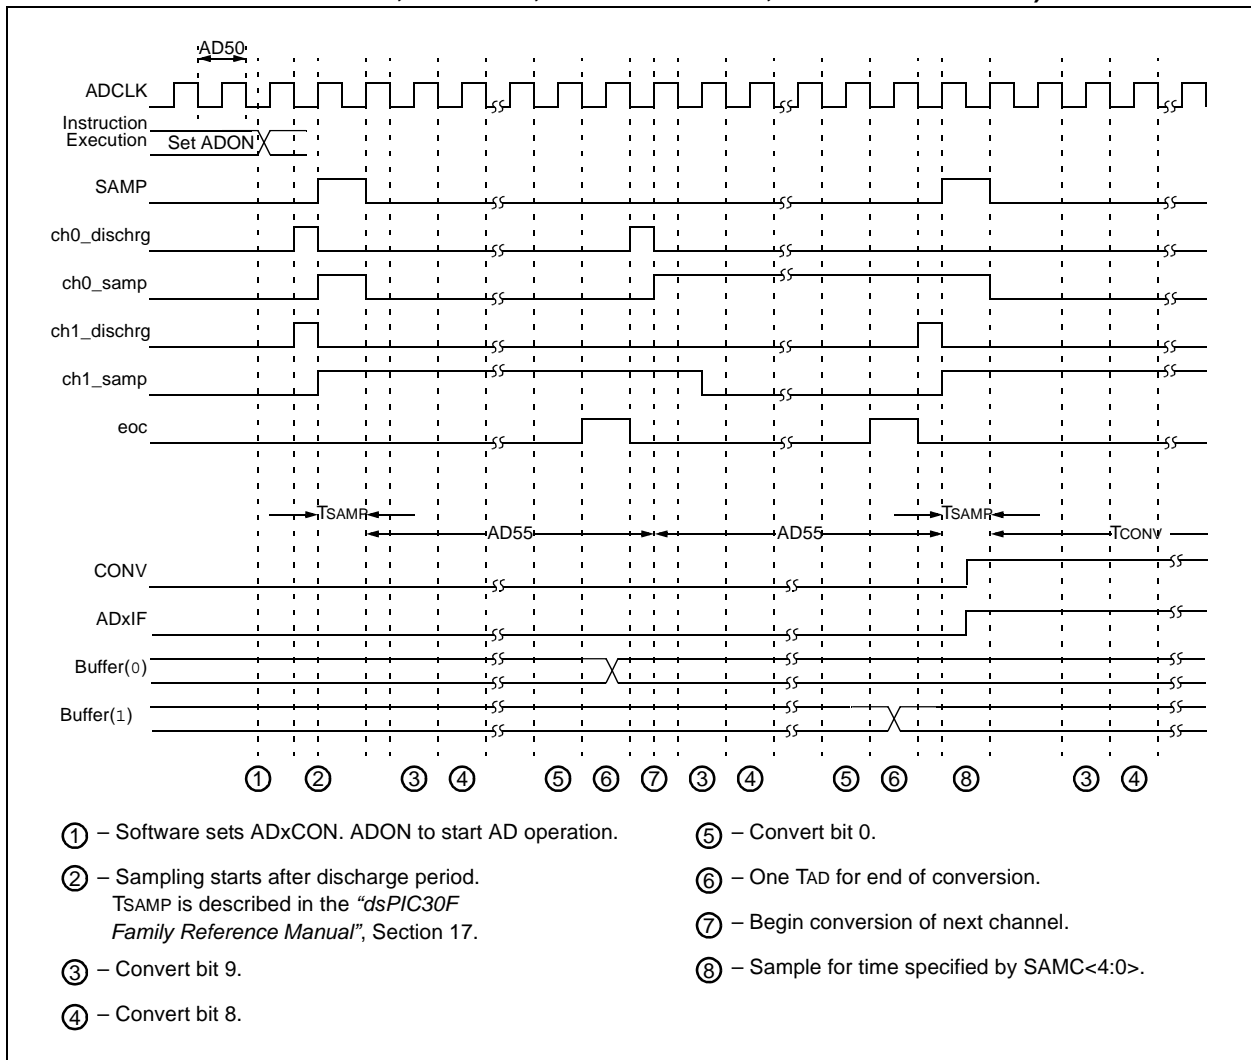 AD50
ADCLK
Instruction
Execution Set ADON
SAMP
ch0_dischrg
ch0_samp
ch1_dischrg
ch1_samp
eoc
TSAMP TSAMP
AD55 AD55 TCONV
CONV
ADxIF
Buffer(0)
Buffer(1)
1 2 3 4 5 6 7 3 4 5 6 8 3 4
1 – Software sets ADxCON. ADON to start AD operation.
2 – Sampling starts after discharge period.
TSAMP is described in the “dsPIC30F
Family Reference Manual”, Section 17.
3 – Convert bit 9.
4 – Convert bit 8.
5 – Convert bit 0.
6 – One TAD for end of conversion.
7 – Begin conversion of next channel.
8 – Sample for time specified by SAMC<4:0>.